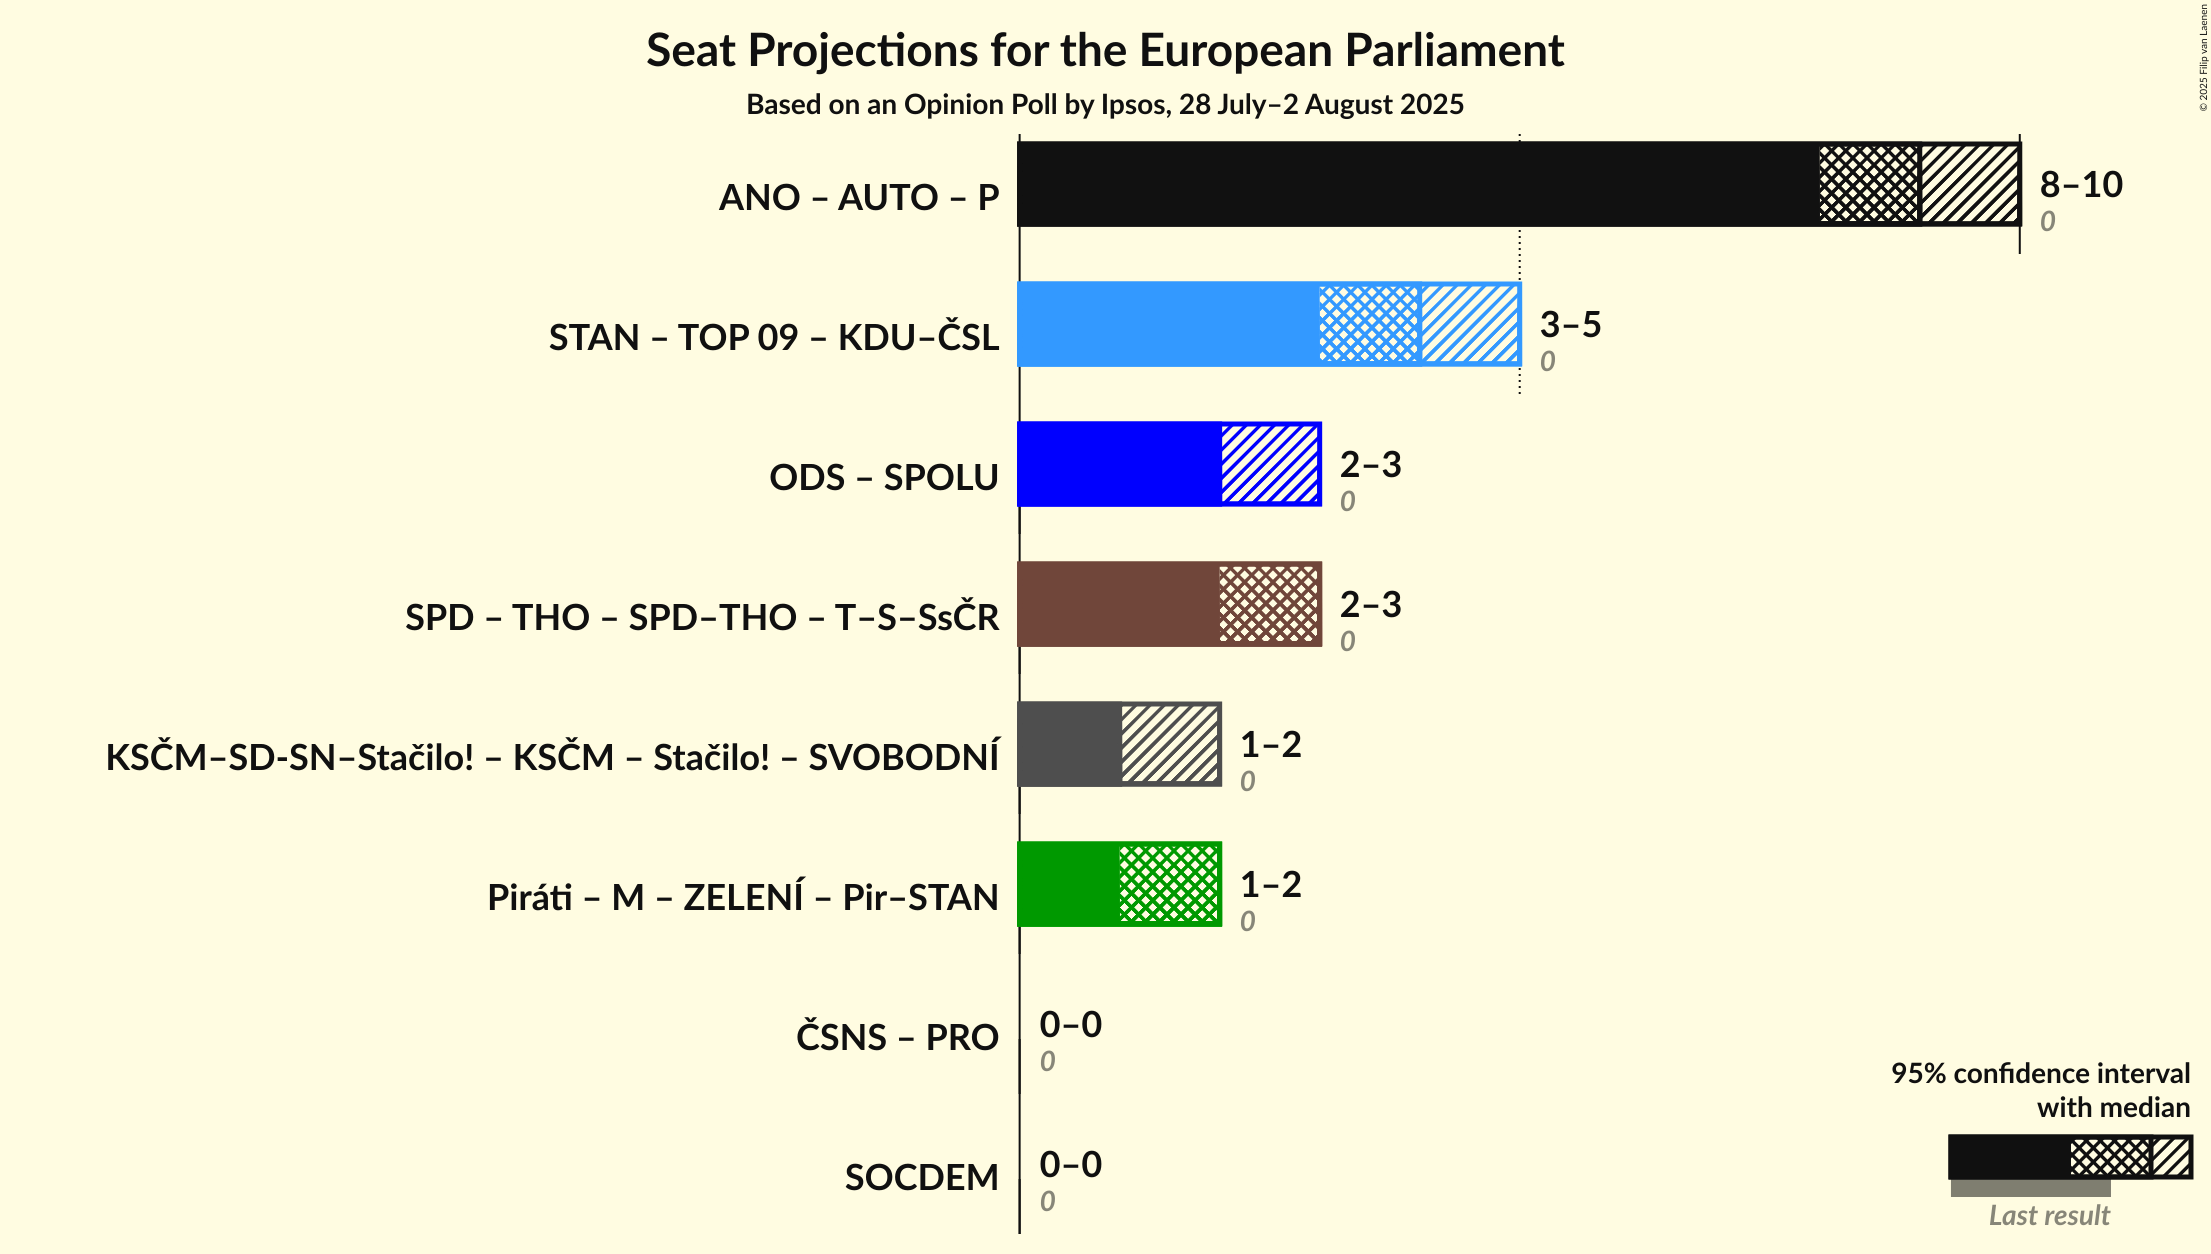 Seat Projections for the European Parliament
Based on an Opinion Poll by Ipsos, 28 July–2 August 2025
© 2025 Filip van Laenen
ANO – AUTO – P
8–10
0
STAN – TOP 09 – KDU–ČSL
3–5
0
ODS – SPOLU
2–3
0
SPD – THO – SPD–THO – T–S–SsČR
2–3
0
KSČM–SD-SN–Stačilo! – KSČM – Stačilo! – SVOBODNÍ
1–2
0
Piráti – M – ZELENÍ – Pir–STAN
1–2
0
ČSNS – PRO
0–0
0
SOCDEM
0–0
0
95% confidence interval
with median
Last result